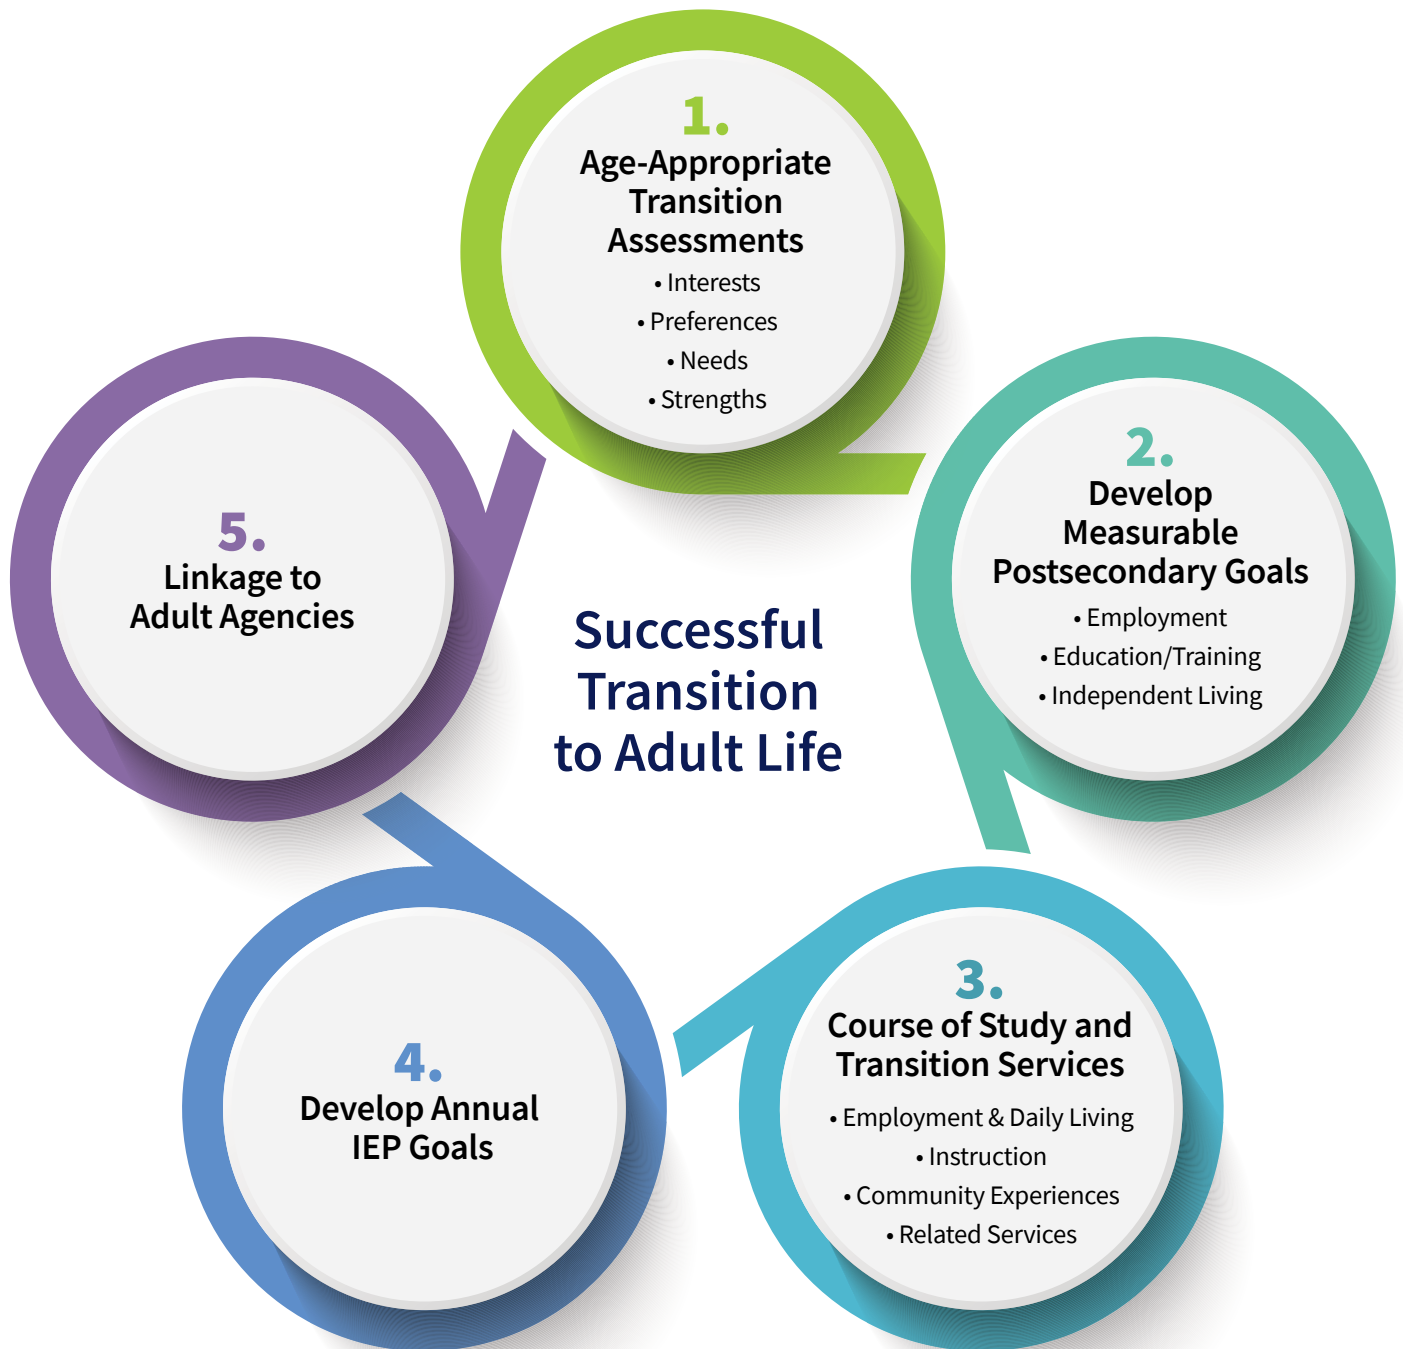 1.
Age-Appropriate
Transition
Assessments
• Interests
• Preferences
• Needs
• Strengths
2.
Develop
Measurable
Postsecondary Goals
• Employment
• Education/Training
• Independent Living
3.
Course of Study and
Transition Services
• Employment & Daily Living
• Instruction
• Community Experiences
• Related Services
4.
Develop Annual
IEP Goals
5.
Linkage to
Adult Agencies
Successful
Transition
to Adult Life